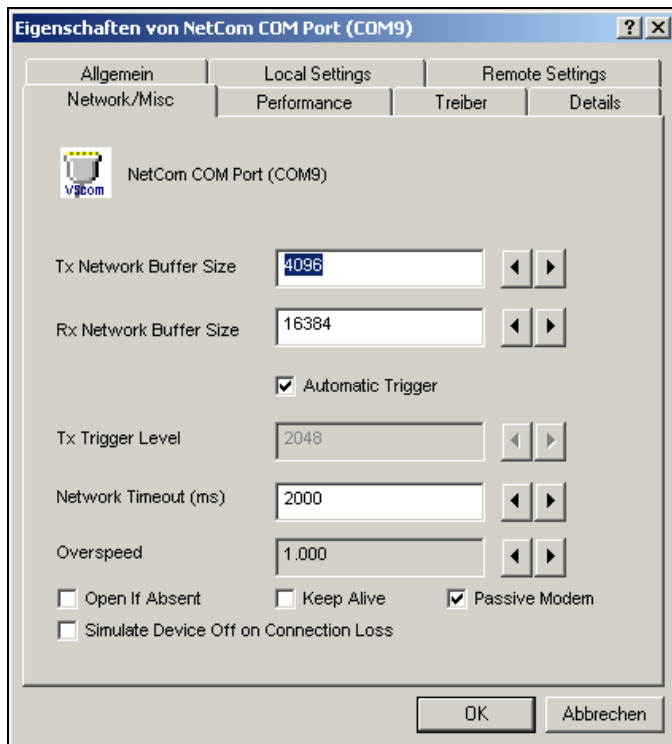 Eigenschaften von NetCom COM Port (COM9)
Allgemein Local Settings Remote Settings
Network/Misc Performance Treiber Details
VScom
NetCom COM Port (COM9)
Tx Network Buffer Size 4096
Rx Network Buffer Size 16384
Automatic Trigger
Tx Trigger Level 2048
Network Timeout (ms) 2000
Overspeed 1.000
Open If Absent Keep Alive Passive Modem
Simulate Device Off on Connection Loss
OK Abbrechen